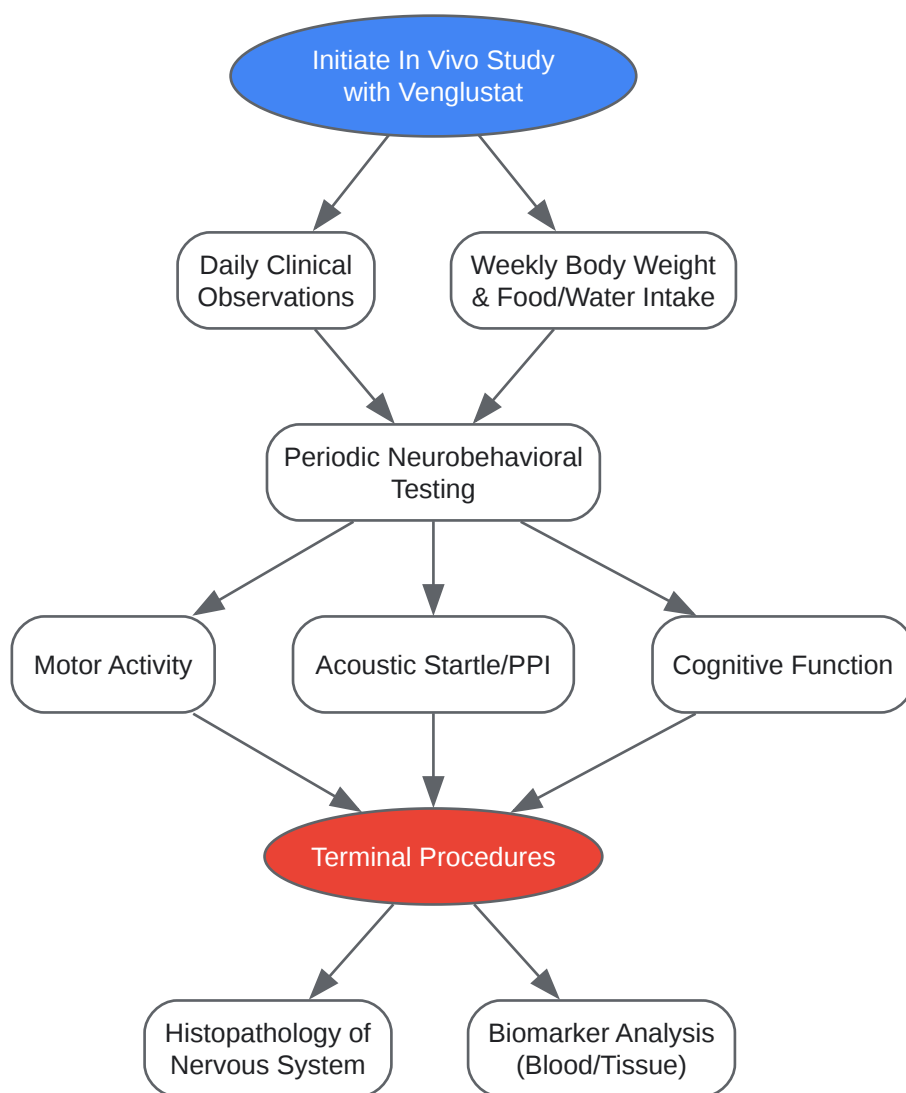 Initiate In Vivo Study
with Venglustat
Daily Clinical
Observations
Weekly Body Weight
& Food/Water Intake
Periodic Neurobehavioral
Testing
Motor Activity
Acoustic Startle/PPI
Cognitive Function
Terminal Procedures
Histopathology of
Nervous System
Biomarker Analysis
(Blood/Tissue)